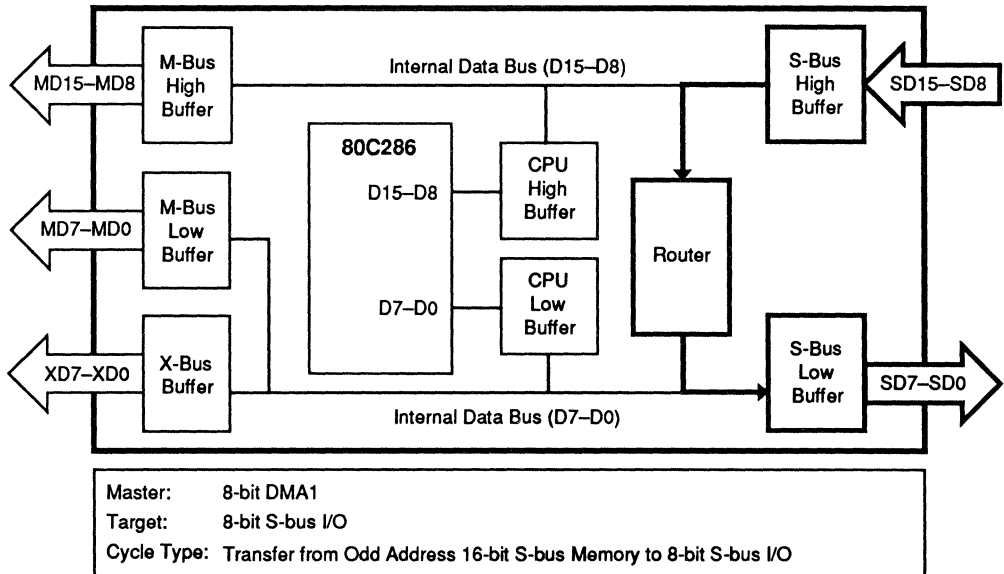 MD15–MD8
M-Bus
High
Buffer
Internal Data Bus (D15–D8)
S-Bus
High
Buffer
SD15–SD8
80C286
D15–D8
CPU
High
Buffer
MD7–MD0
M-Bus
Low
Buffer
Router
D7–D0
CPU
Low
Buffer
XD7–XD0
X-Bus
Buffer
S-Bus
Low
Buffer
SD7–SD0
Internal Data Bus (D7–D0)
Master: 8-bit DMA1
Target: 8-bit S-bus I/O
Cycle Type: Transfer from Odd Address 16-bit S-bus Memory to 8-bit S-bus I/O